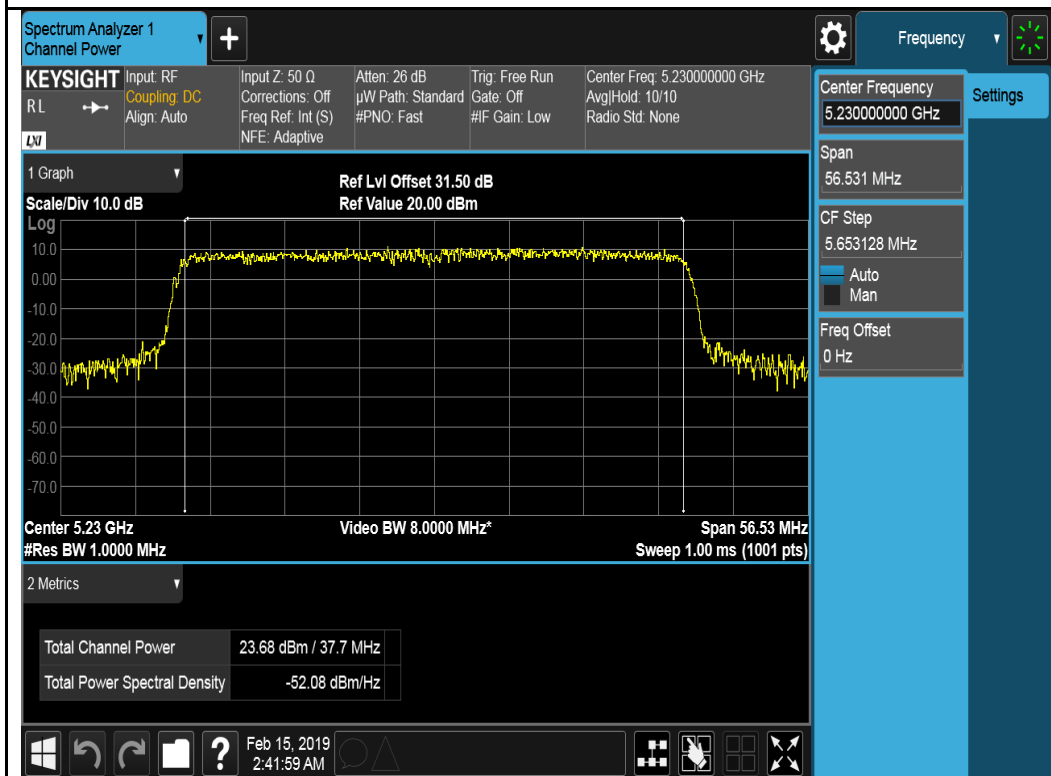 Spectrum Analyzer 1
Channel Power
+
Frequency
KEYSIGHT
R L
LXI
Input: RF
Coupling: DC
Align: Auto
Input Z: 50 Ω
Corrections: Off
Freq Ref: Int (S)
NFE: Adaptive
Atten: 26 dB
µW Path: Standard
#PNO: Fast
Trig: Free Run
Gate: Off
#IF Gain: Low
Center Freq: 5.230000000 GHz
Avg|Hold: 10/10
Radio Std: None
Center Frequency
5.230000000 GHz
Settings
Span
56.531 MHz
CF Step
5.653128 MHz
Auto
Man
Freq Offset
0 Hz
1 Graph
Scale/Div 10.0 dB
Ref Lvl Offset 31.50 dB
Ref Value 20.00 dBm
Log
10.0
0.00
-10.0
-20.0
-30.0
-40.0
-50.0
-60.0
-70.0
Center 5.23 GHz
Video BW 8.0000 MHz*
Span 56.53 MHz
#Res BW 1.0000 MHz
Sweep 1.00 ms (1001 pts)
2 Metrics
Total Channel Power 23.68 dBm / 37.7 MHz
Total Power Spectral Density -52.08 dBm/Hz
?
Feb 15, 2019
2:41:59 AM